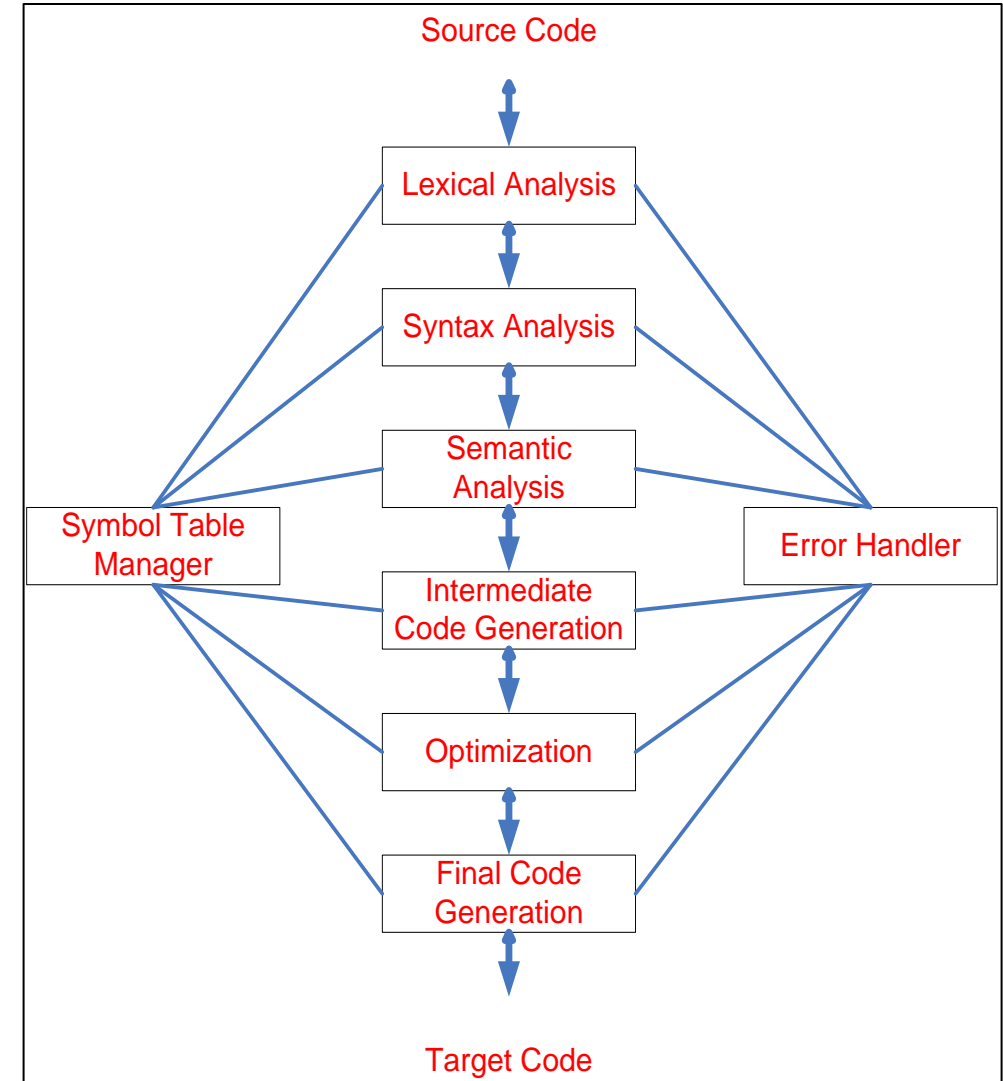 Source Code
Lexical Analysis
Syntax Analysis
Semantic
Analysis
Symbol Table
Manager
Error Handler
Intermediate
Code Generation
Optimization
Final Code
Generation
Target Code